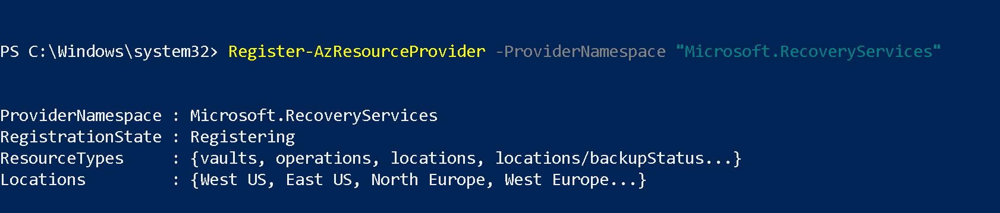 PS C:\Windows\system32> Register-AzResourceProvider -ProviderNamespace "Microsoft.RecoveryServices"
ProviderNamespace : Microsoft.RecoveryServices
RegistrationState : Registering
ResourceTypes     : {vaults, operations, locations, locations/backupStatus...}
Locations         : {West US, East US, North Europe, West Europe...}